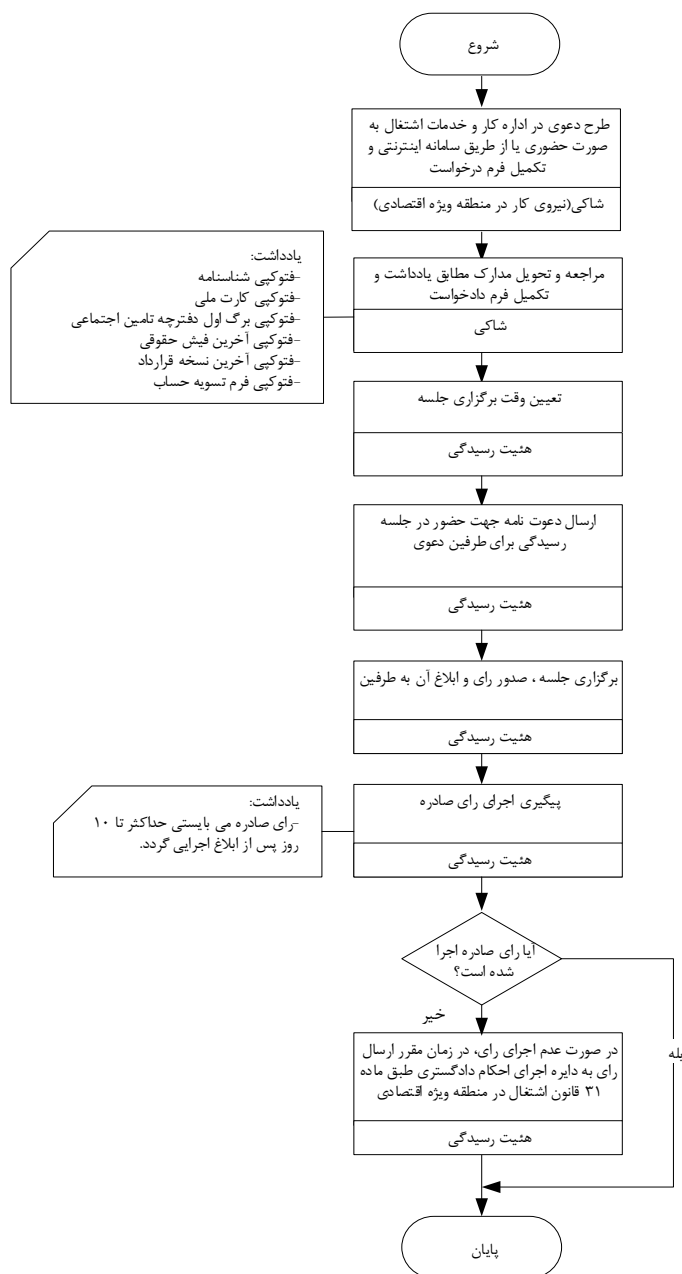 شروع
طرح دعوی در اداره کار و خدمات اشتغال به
صورت حضوری یا از طریق سامانه اینترنتی و
تکمیل فرم درخواست
شاکی(نیروی کار در منطقه ویژه اقتصادی)
مراجعه و تحویل مدارک مطابق یادداشت و
تکمیل فرم دادخواست
شاکی
یادداشت:
-فتوکپی شناسنامه
-فتوکپی کارت ملی
-فتوکپی برگ اول دفترچه تامین اجتماعی
-فتوکپی آخرین فیش حقوقی
-فتوکپی آخرین نسخه قرارداد
-فتوکپی فرم تسویه حساب
تعیین وقت برگزاری جلسه
هئیت رسیدگی
ارسال دعوت نامه جهت حضور در جلسه
رسیدگی برای طرفین دعوی
هئیت رسیدگی
برگزاری جلسه ، صدور رای و ابلاغ آن به طرفین
هئیت رسیدگی
پیگیری اجرای رای صادره
هئیت رسیدگی
یادداشت:
-رای صادره می بایستی حداکثر تا ۱۰
روز پس از ابلاغ اجرایی گردد.
آیا رای صادره اجرا
شده است؟
خیر
بله
در صورت عدم اجرای رای، در زمان مقرر ارسال
رای به دایره اجرای احکام دادگستری طبق ماده
۳۱ قانون اشتغال در منطقه ویژه اقتصادی
هئیت رسیدگی
پایان